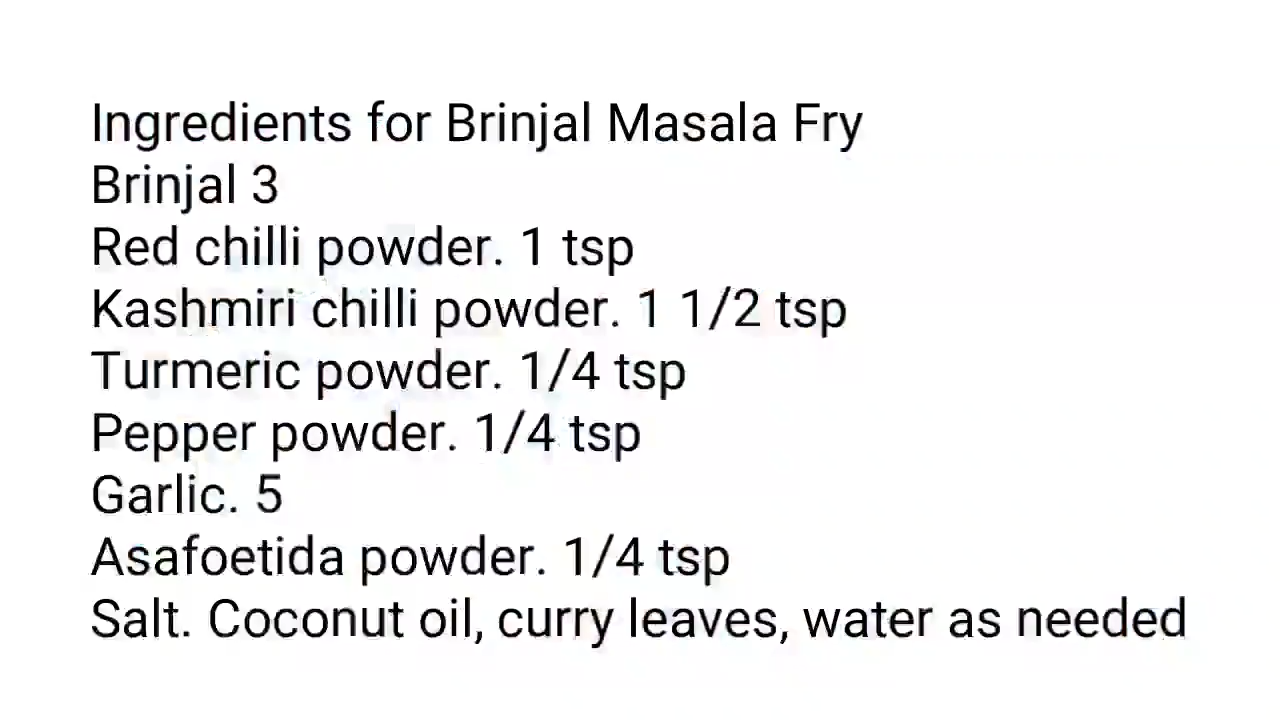 Ingredients for Brinjal Masala Fry
Brinjal 3
Red chilli powder. 1 tsp
Kashmiri chilli powder. 1 1/2 tsp
Turmeric powder. 1/4 tsp
Pepper powder. 1/4 tsp
Garlic. 5
Asafoetida powder. 1/4 tsp
Salt. Coconut oil, curry leaves, water as needed